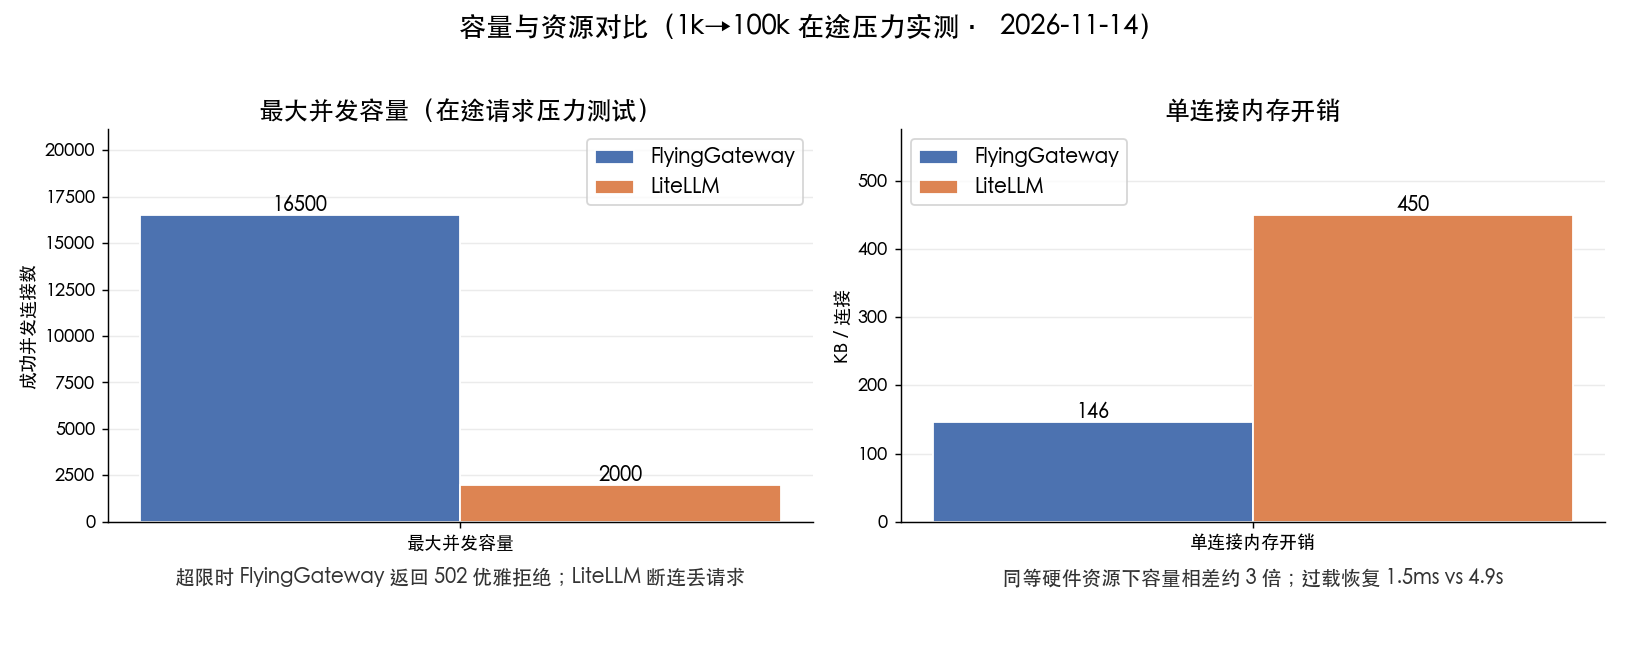 容量与资源对比（1k→100k 在途压力实测 · 2026-11-14）
最大并发容量（在途请求压力测试）
成功并发连接数
20000
17500
15000
12500
10000
7500
5000
2500
0
FlyingGateway
LiteLLM
16500
2000
最大并发容量
超限时 FlyingGateway 返回 502 优雅拒绝；LiteLLM 断连丢请求
单连接内存开销
KB / 连接
500
400
300
200
100
0
FlyingGateway
LiteLLM
146
450
单连接内存开销
同等硬件资源下容量相差约 3 倍；过载恢复 1.5ms vs 4.9s